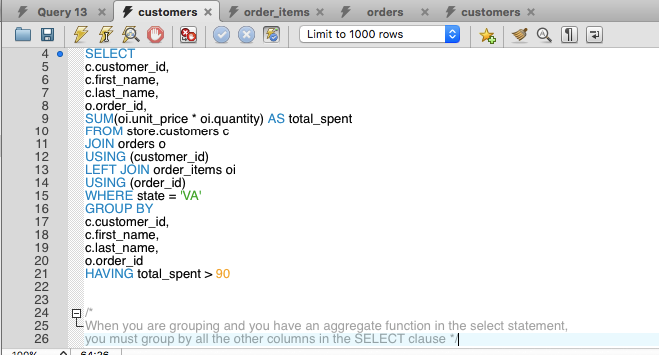 Query 13
customers
order_items
orders
customers
Limit to 1000 rows
4 SELECT
5 c.customer_id,
6 c.first_name,
7 c.last_name,
8 o.order_id,
9 SUM(oi.unit_price * oi.quantity) AS total_spent
10 FROM store.customers c
11 JOIN orders o
12 USING (customer_id)
13 LEFT JOIN order_items oi
14 USING (order_id)
15 WHERE state = 'VA'
16 GROUP BY
17 c.customer_id,
18 c.first_name,
19 c.last_name,
20 o.order_id
21 HAVING total_spent > 90
22
23
24 /*
25 When you are grouping and you have an aggregate function in the select statement,
26 you must group by all the other columns in the SELECT clause */
100% 64:26